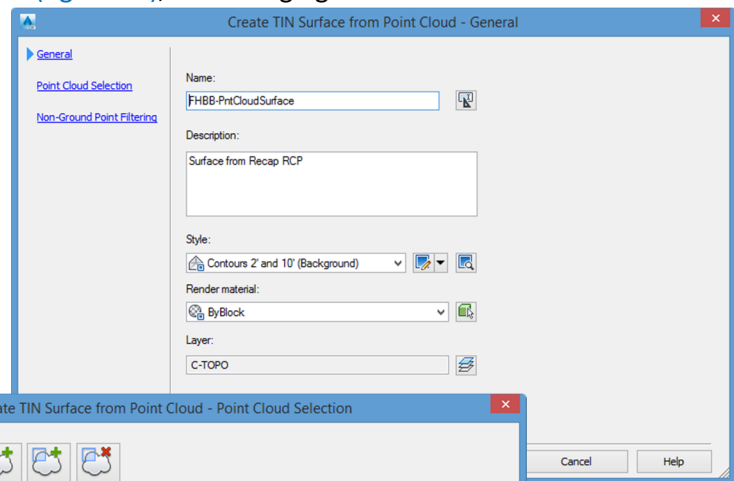 Create TIN Surface from Point Cloud - General
General
Point Cloud Selection
Non-Ground Point Filtering
Name:
FHBB-PntCloudSurface
Description:
Surface from Recap RCP
Style:
Contours 2' and 10' (Background)
Render material:
ByBlock
Layer:
C-TOPO
ate TIN Surface from Point Cloud - Point Cloud Selection
Cancel
Help